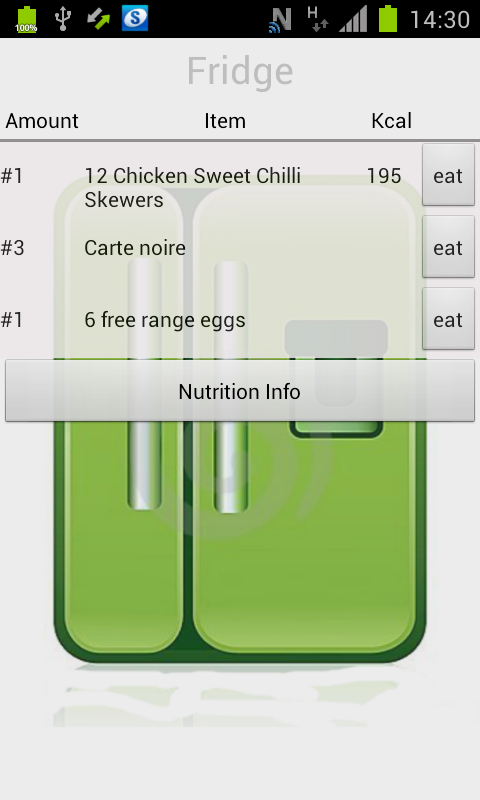 100%
S
N
H
14:30
Fridge
Amount Item Kcal
#1 12 Chicken Sweet Chilli 195 eat
Skewers
#3 Carte noire eat
#1 6 free range eggs eat
Nutrition Info